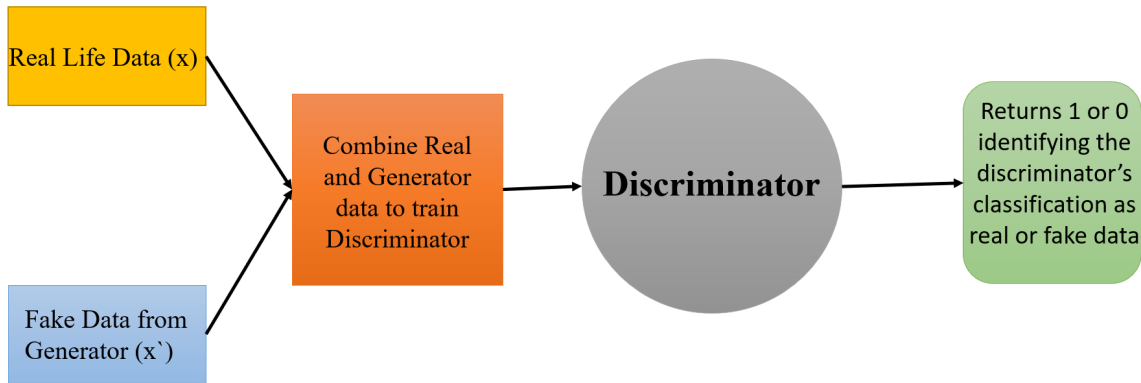 Real Life Data (x)
Combine Real
and Generator
data to train
Discriminator
Discriminator
Returns 1 or 0
identifying the
discriminator’s
classification as
real or fake data
Fake Data from
Generator (x`)